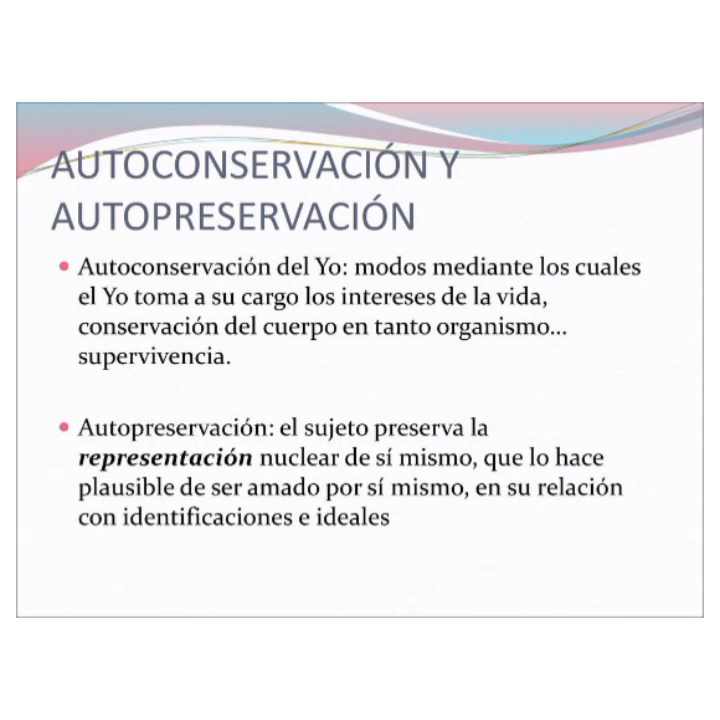 AUTOCONSERVACIÓN Y
AUTOPRESERVACIÓN
• Autoconservación del Yo: modos mediante los cuales
el Yo toma a su cargo los intereses de la vida,
conservación del cuerpo en tanto organismo...
supervivencia.
• Autopreservación: el sujeto preserva la
representación nuclear de sí mismo, que lo hace
plausible de ser amado por sí mismo, en su relación
con identificaciones e ideales